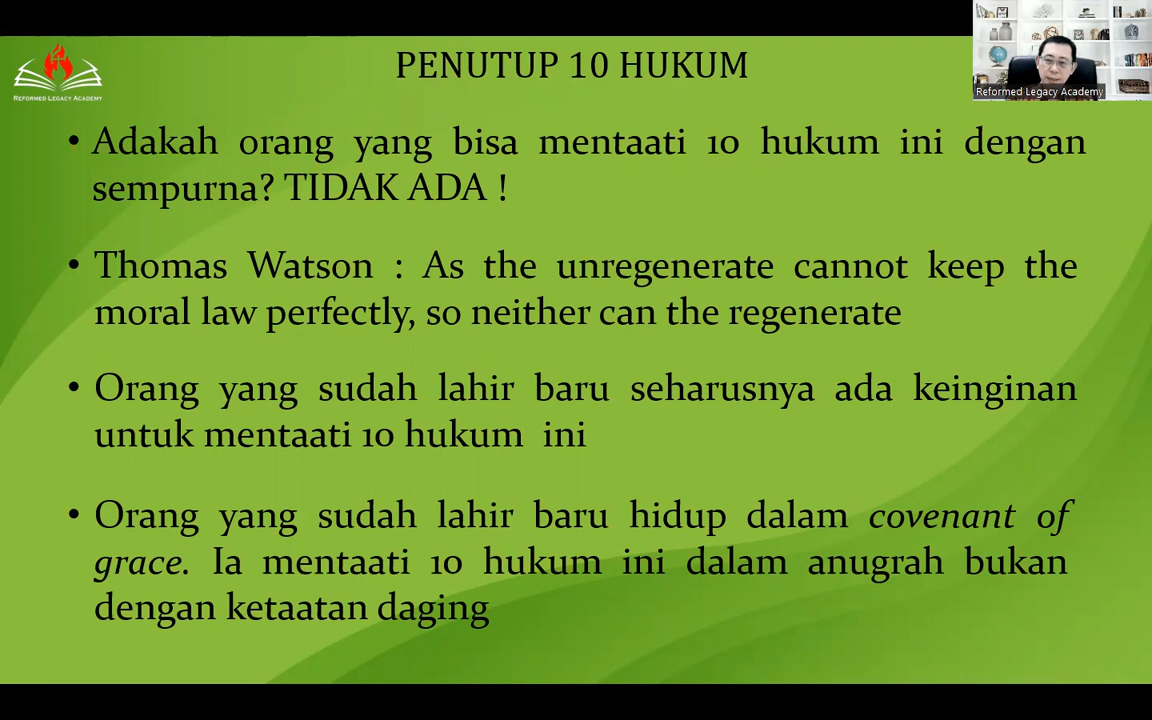 PENUTUP 10 HUKUM
REFORMED LEGACY ACADEMY
Reformed Legacy Academy
• Adakah orang yang bisa mentaati 10 hukum ini dengan
sempurna? TIDAK ADA !
• Thomas Watson : As the unregenerate cannot keep the
moral law perfectly, so neither can the regenerate
• Orang yang sudah lahir baru seharusnya ada keinginan
untuk mentaati 10 hukum ini
• Orang yang sudah lahir baru hidup dalam covenant of
grace. Ia mentaati 10 hukum ini dalam anugrah bukan
dengan ketaatan daging